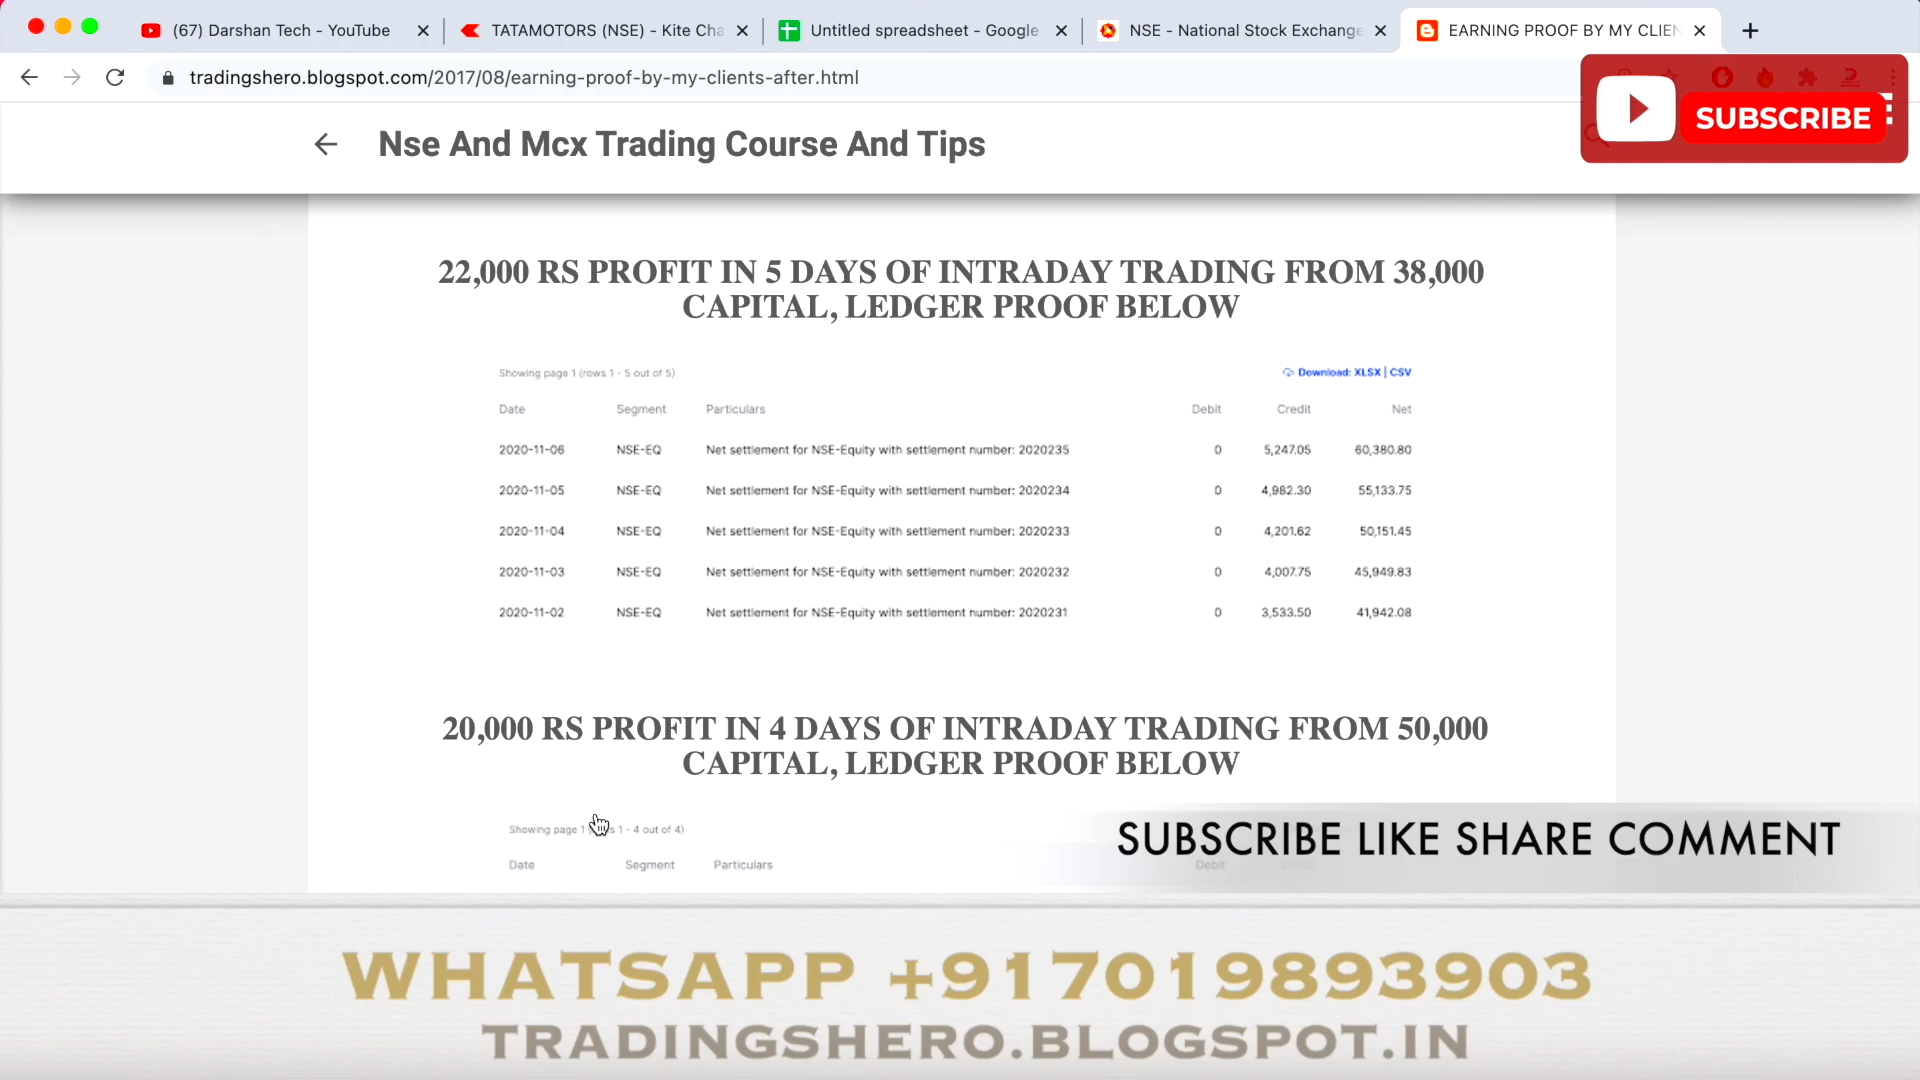 (67) Darshan Tech - YouTube
TATAMOTORS (NSE) - Kite Cha
Untitled spreadsheet - Google
NSE - National Stock Exchange
EARNING PROOF BY MY CLIEN
tradingshero.blogspot.com/2017/08/earning-proof-by-my-clients-after.html
SUBSCRIBE
Nse And Mcx Trading Course And Tips
22,000 RS PROFIT IN 5 DAYS OF INTRADAY TRADING FROM 38,000
CAPITAL, LEDGER PROOF BELOW
Showing page 1 (rows 1 - 5 out of 5) Download: XLSX | CSV
Date Segment Particulars Debit Credit Net
2020-11-06 NSE-EQ Net settlement for NSE-Equity with settlement number: 2020235 0 5,247.05 60,380.80
2020-11-05 NSE-EQ Net settlement for NSE-Equity with settlement number: 2020234 0 4,982.30 55,133.75
2020-11-04 NSE-EQ Net settlement for NSE-Equity with settlement number: 2020233 0 4,201.62 50,151.45
2020-11-03 NSE-EQ Net settlement for NSE-Equity with settlement number: 2020232 0 4,007.75 45,949.83
2020-11-02 NSE-EQ Net settlement for NSE-Equity with settlement number: 2020231 0 3,533.50 41,942.08
20,000 RS PROFIT IN 4 DAYS OF INTRADAY TRADING FROM 50,000
CAPITAL, LEDGER PROOF BELOW
Showing page 1 1 - 4 out of 4)
SUBSCRIBE LIKE SHARE COMMENT
Date Segment Particulars Debit Credit
WHATSAPP +917019893903
TRADINGSHERO.BLOGSPOT.IN